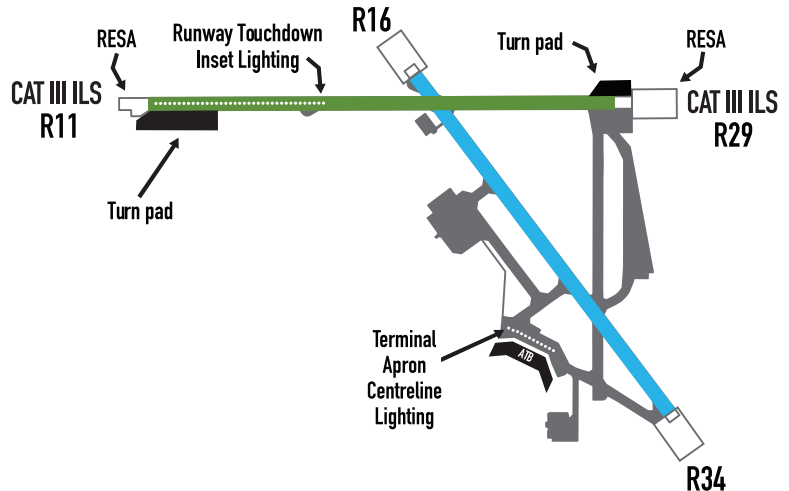 R16
RESA
Runway Touchdown
Inset Lighting
Turn pad
RESA
CAT III ILS
R11
CAT III ILS
R29
Turn pad
Terminal
Apron
Centreline
Lighting
ATB
R34